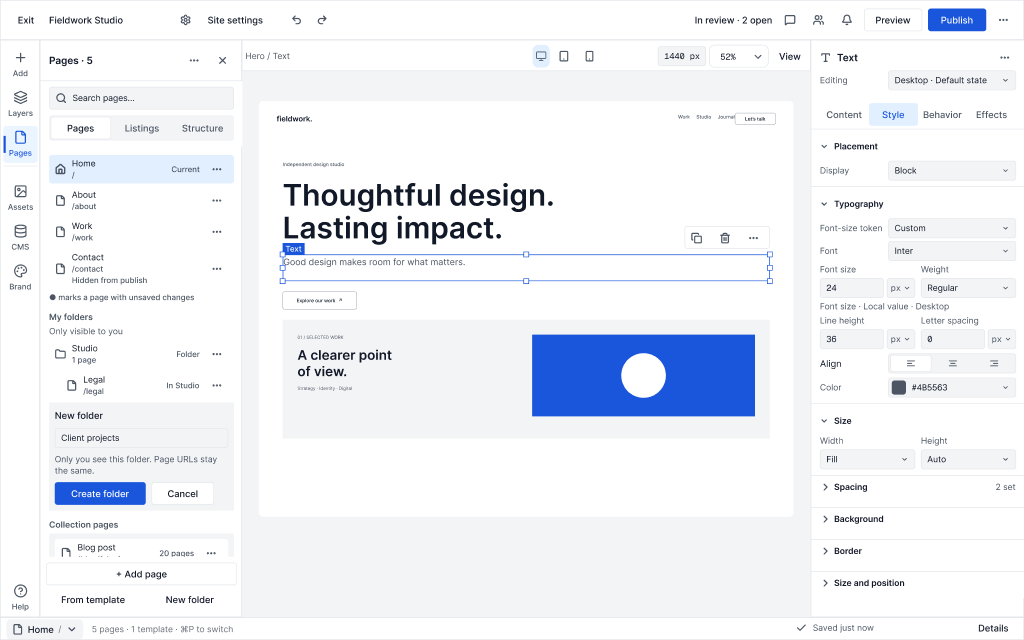 Exit Fieldwork Studio Site settings In review · 2 open Preview Publish
Add
Layers
Pages
Assets
CMS
Brand
Help
Pages · 5
Search pages...
Pages Listings Structure
Home
/
Current
About
/about
Work
/work
Contact
/contact
Hidden from publish
marks a page with unsaved changes
My folders
Only visible to you
Studio
1 page
Folder
Legal
/legal
In Studio
New folder
Client projects
Only you see this folder. Page URLs stay
the same.
Create folder Cancel
Collection pages
Blog post
20 pages
+ Add page
From template New folder
Hero / Text
1440 px 52% View
fieldwork.
Work Studio Journal Let's talk
Independent design studio
Thoughtful design.
Lasting impact.
Text
Good design makes room for what matters.
Explore our work ↗
01 / SELECTED WORK
A clearer point
of view.
Strategy · Identity · Digital
Text
Editing Desktop · Default state
Content Style Behavior Effects
Placement
Display Block
Typography
Font-size token Custom
Font Inter
Font size Weight
24 px Regular
Font size · Local value · Desktop
Line height Letter spacing
36 px 0 px
Align
Color #4B5563
Size
Width Height
Fill Auto
Spacing 2 set
Background
Border
Size and position
Home / 5 pages · 1 template · ⌘P to switch Saved just now Details